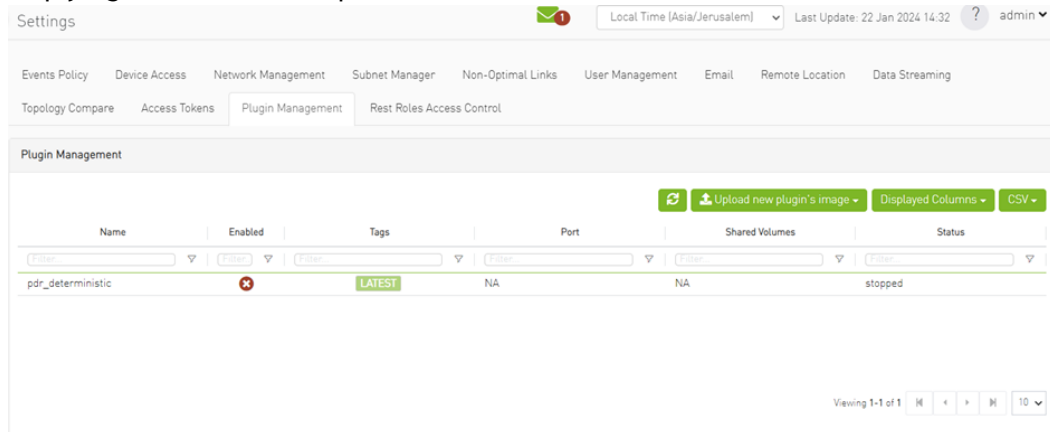 Settings
1
Local Time (Asia/Jerusalem)
Last Update: 22 Jan 2024 14:32
?
admin
Events Policy Device Access Network Management Subnet Manager Non-Optimal Links User Management Email Remote Location Data Streaming
Topology Compare Access Tokens Plugin Management Rest Roles Access Control
Plugin Management
Upload new plugin's image Displayed Columns CSV
Name Enabled Tags Port Shared Volumes Status
Filter... Filter... Filter... Filter... Filter... Filter...
pdr_deterministic LATEST NA NA stopped
Viewing 1-1 of 1 10